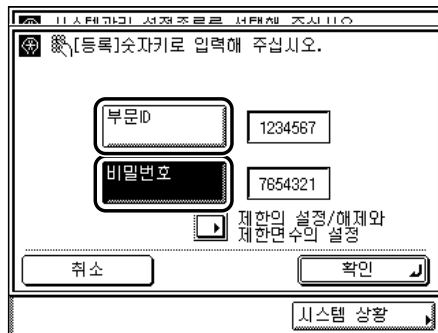 [등록]숫자키로 입력해 주십시오.
부문ID
1234567
비밀번호
7654321
제한의 설정/해제와
제한면수의 설정
취소
확인
시스템 상황